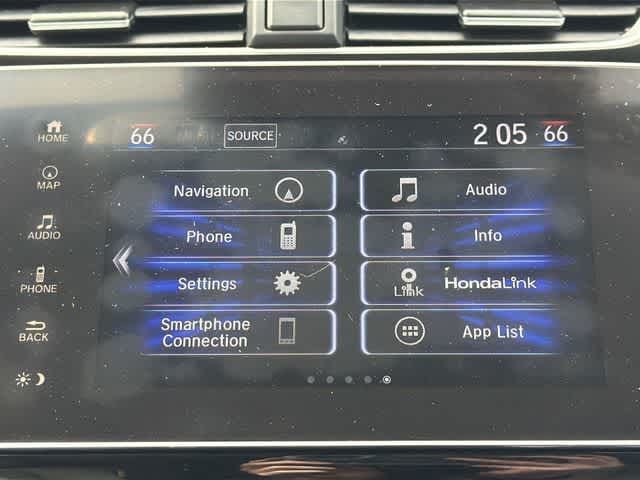 HOME
MAP
AUDIO
PHONE
BACK
66 SOURCE 2 05 66
Navigation
Audio
Phone
Info
Settings
Link HondaLink
Smartphone
Connection
App List